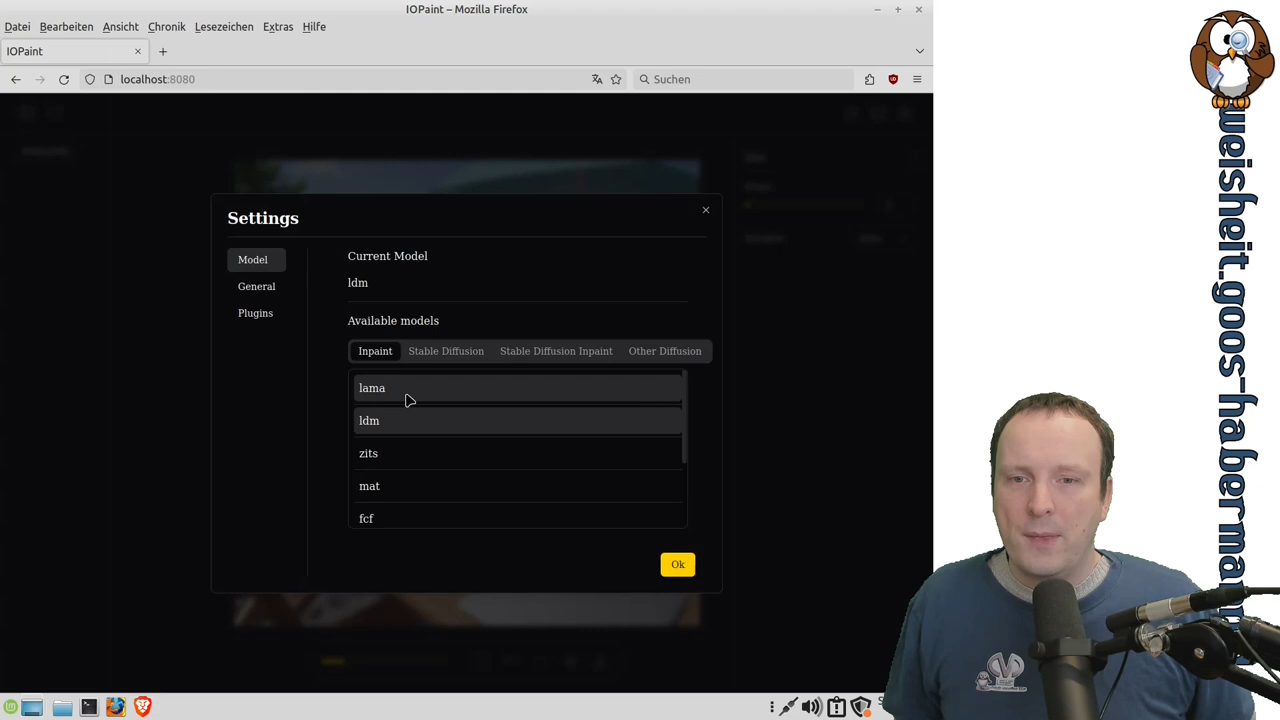 IOPaint – Mozilla Firefox
Datei Bearbeiten Ansicht Chronik Lesezeichen Extras Hilfe
IOPaint
localhost:8080
Suchen
Settings
Model
General
Plugins
Current Model
ldm
Available models
Inpaint Stable Diffusion Stable Diffusion Inpaint Other Diffusion
lama
ldm
zits
mat
fcf
Ok
weisheit.goos-habermann